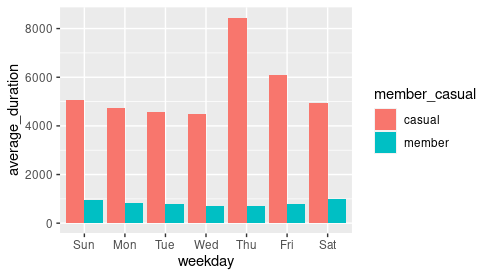 8000
6000
4000
2000
0
average_duration
Sun Mon Tue Wed Thu Fri Sat
weekday
member_casual
casual
member